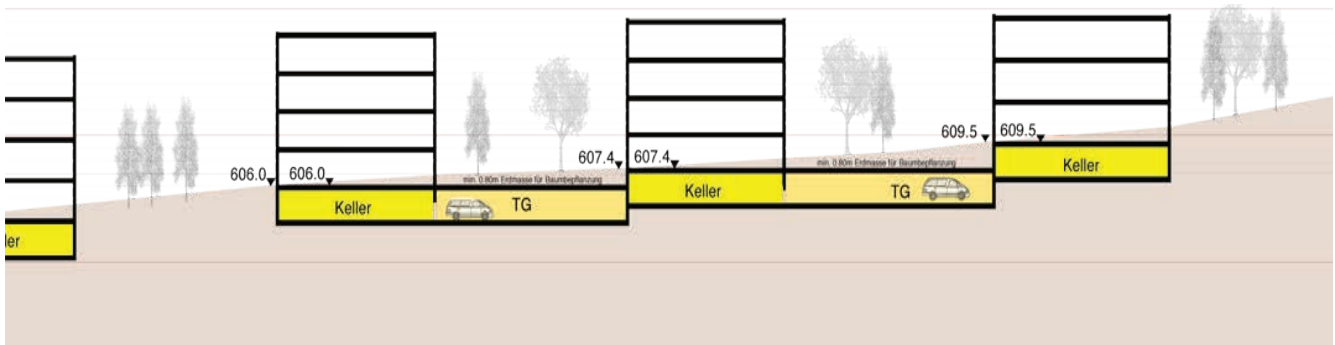 609.5 609.5
607.4 607.4
606.0 606.0
min. 0.80m Erdmasse für Baumbepflanzung
min. 0.80m Erdmasse für Baumbepflanzung
ller
Keller
TG
Keller
TG
Keller